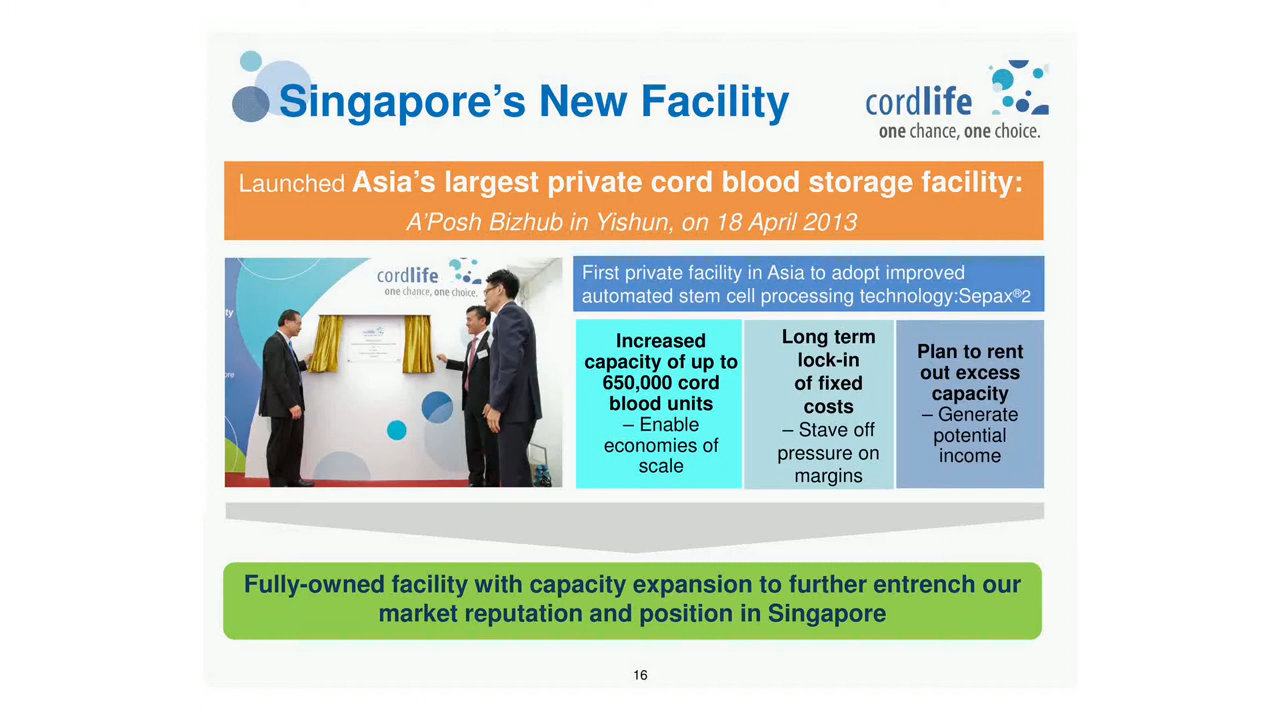 Singapore’s New Facility
cordlife
one chance, one choice.
Launched Asia’s largest private cord blood storage facility:
A’Posh Bizhub in Yishun, on 18 April 2013
cordlife
one chance, one choice.
First private facility in Asia to adopt improved
automated stem cell processing technology:Sepax®2
Increased
capacity of up to
650,000 cord
blood units
– Enable
economies of
scale
Long term
lock-in
of fixed
costs
– Stave off
pressure on
margins
Plan to rent
out excess
capacity
– Generate
potential
income
Fully-owned facility with capacity expansion to further entrench our
market reputation and position in Singapore
16